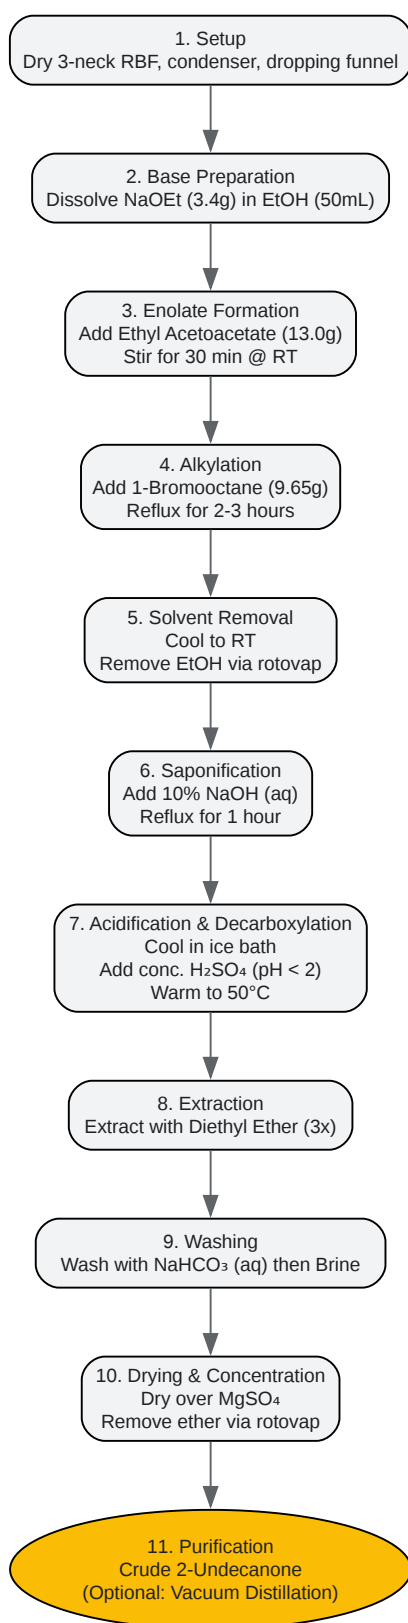 1. Setup
Dry 3-neck RBF, condenser, dropping funnel
2. Base Preparation
Dissolve NaOEt (3.4g) in EtOH (50mL)
3. Enolate Formation
Add Ethyl Acetoacetate (13.0g)
Stir for 30 min @ RT
4. Alkylation
Add 1-Bromooctane (9.65g)
Reflux for 2-3 hours
5. Solvent Removal
Cool to RT
Remove EtOH via rotovap
6. Saponification
Add 10% NaOH (aq)
Reflux for 1 hour
7. Acidification & Decarboxylation
Cool in ice bath
Add conc. H₂SO₄ (pH < 2)
Warm to 50°C
8. Extraction
Extract with Diethyl Ether (3x)
9. Washing
Wash with NaHCO₃ (aq) then Brine
10. Drying & Concentration
Dry over MgSO₄
Remove ether via rotovap
11. Purification
Crude 2-Undecanone
(Optional: Vacuum Distillation)